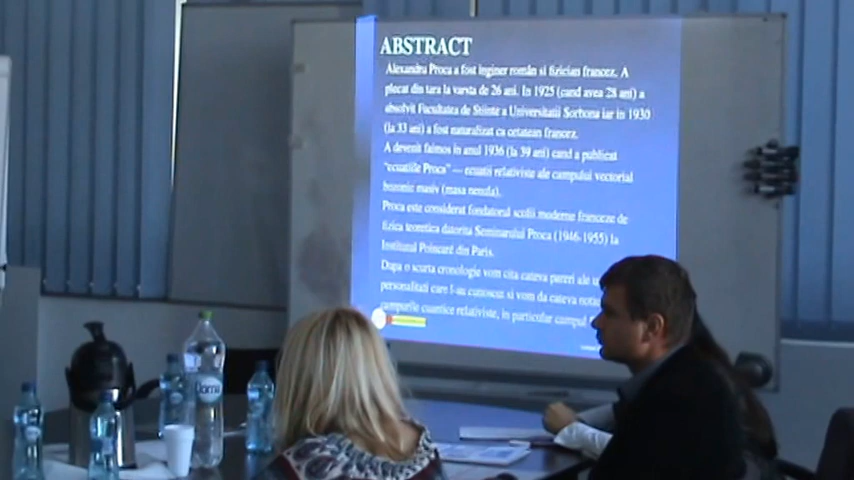 ABSTRACT
Alexandru Proca a fost inginer român si fizician francez. A
plecat din tara la varsta de 26 ani. In 1925 (cand avea 28 ani) a
absolvit Facultatea de Stiinte a Universitatii Sorbona iar in 1930
(la 33 ani) a fost naturalizat ca cetatean francez.
A devenit faimos in anul 1936 (la 39 ani) cand a publicat
"ecuatiile Proca" — ecuatii relativiste ale campului vectorial
bozonic masiv (masa nenula).
Proca este considerat fondatorul scolii moderne franceze de
fizica teoretica datorita Seminarului Proca (1946-1955) la
Institutul Poincaré din Paris.
Dupa o scurta cronologie vom cita cateva pareri ale
personalitati care l-au cunoscut si vom da cateva
campurile cuantice relativiste, in particular campul
Dorna